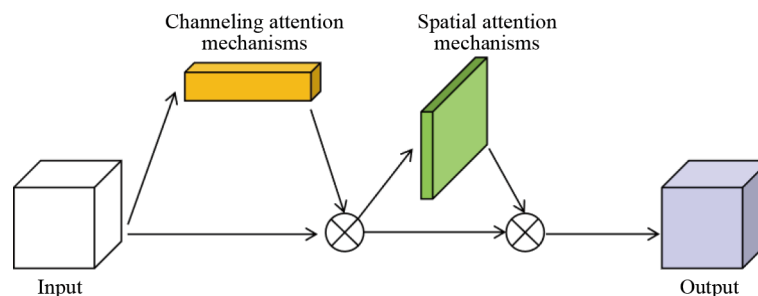 Channeling attention
mechanisms
Spatial attention
mechanisms
Input
Output